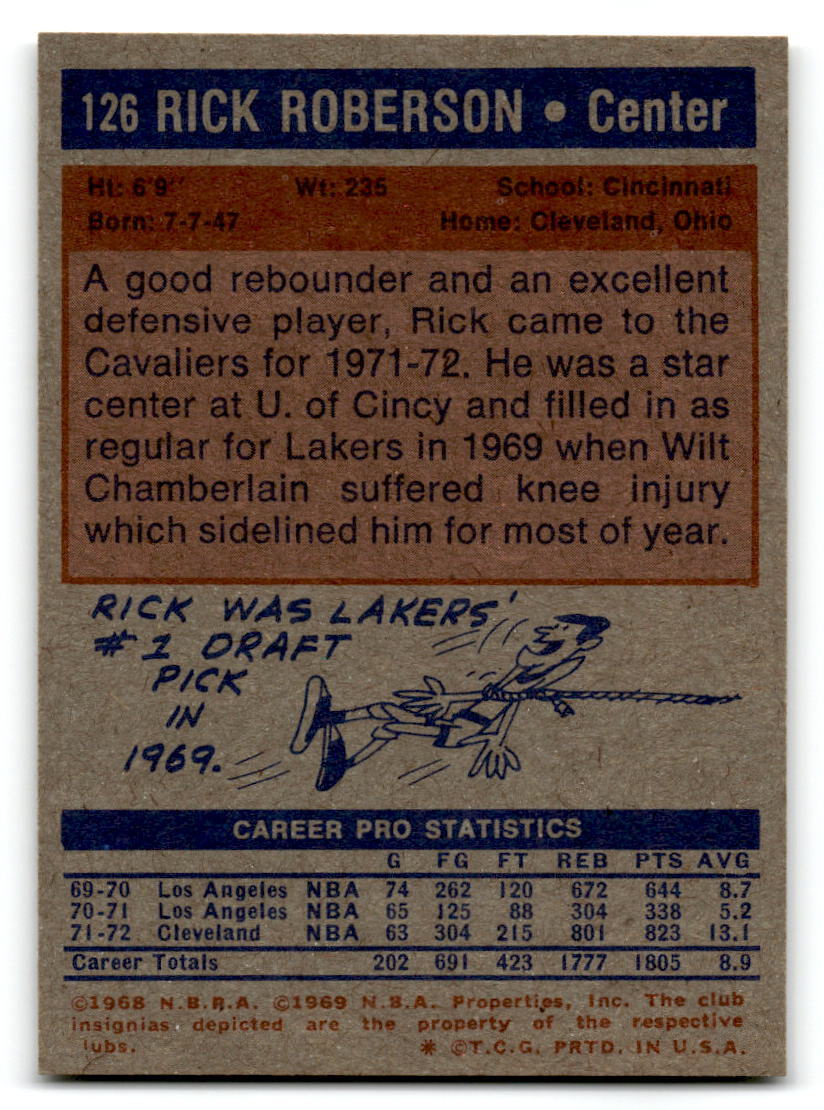 126 RICK ROBERSON • Center
Ht: 6'9" Wt: 235 School: Cincinnati
Born: 7-7-47 Home: Cleveland, Ohio
A good rebounder and an excellent
defensive player, Rick came to the
Cavaliers for 1971-72. He was a star
center at U. of Cincy and filled in as
regular for Lakers in 1969 when Wilt
Chamberlain suffered knee injury
which sidelined him for most of year.
RICK WAS LAKERS'
#1 DRAFT
PICK
IN
1969.
CAREER PRO STATISTICS
G FG FT REB PTS AVG
69-70 Los Angeles NBA 74 262 120 672 644 8.7
70-71 Los Angeles NBA 65 125 88 304 338 5.2
71-72 Cleveland NBA 63 304 215 801 823 13.1
Career Totals 202 691 423 1777 1805 8.9
©1968 N.B.R.A. ©1969 N.B.A. Properties, Inc. The club
insignias depicted are the property of the respective
lubs. * ©T.C.G. PRTD. IN U.S.A.